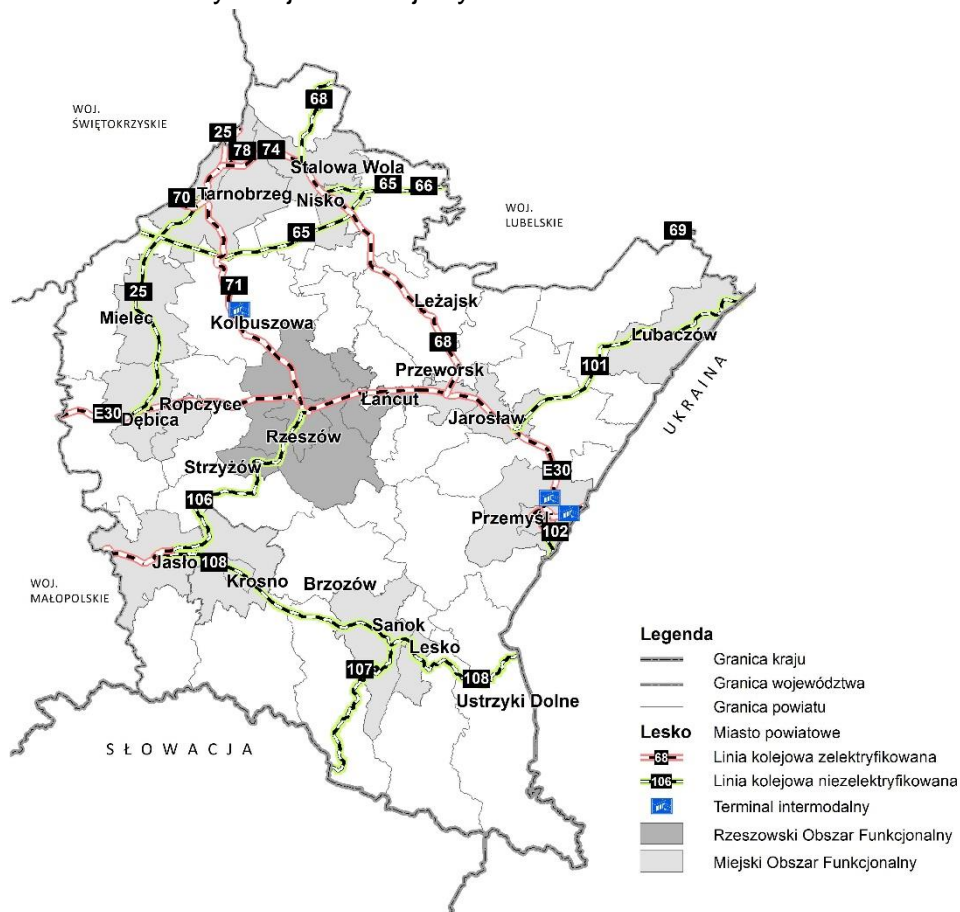 WOJ.
ŚWIĘTOKRZYSKIE
68
25
78
74
Stalowa Wola
65
66
70
Tarnobrzeg
Nisko
WOJ.
LUBELSKIE
69
65
25
71
Mielec
Kolbuszowa
Leżajsk
68
Lubaczów
101
Przeworsk
UKRAINA
E30
Ropczyce
Łańcut
Dębica
Jarosław
Rzeszów
Strzyżów
E30
106
Przemyśl
102
Jasło
108
WOJ.
MAŁOPOLSKIE
Krosno
Brzozów
Sanok
Lesko
107
108
Ustrzyki Dolne
SŁOWACJA
Legenda
Granica kraju
Granica województwa
Granica powiatu
Lesko Miasto powiatowe
68 Linia kolejowa zelektryfikowana
106 Linia kolejowa niezelektryfikowana
Terminal intermodalny
Rzeszowski Obszar Funkcjonalny
Miejski Obszar Funkcjonalny